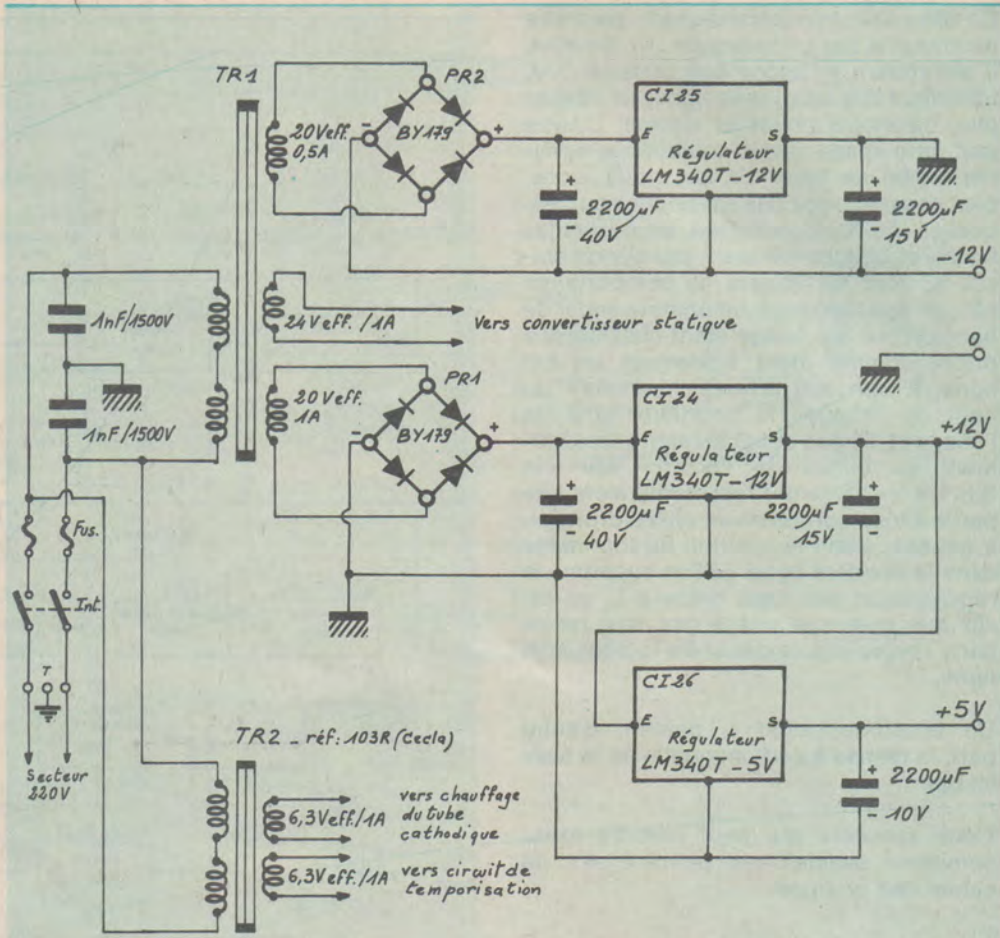 TR1
PR2
20Veff.
0,5A
BY179
-
+
CI25
E
S
Régulateur
LM340T-12V
+
2200µF
-
40V
+
2200µF
-
15V
-12V
1nF/1500V
1nF/1500V
24Veff./1A
vers convertisseur statique
0
20Veff.
1A
PR1
BY179
-
+
CI24
E
S
Régulateur
LM340T-12V
+12V
+
2200µF
-
40V
2200µF
+
15V
-
Fus.
Int.
T
Secteur
220V
CI26
E
S
Régulateur
LM340T-5V
+5V
+
2200µF
-
10V
TR2 _ réf: 103R (Cecla)
6,3Veff./1A
vers chauffage
du tube
cathodique
6,3Veff./1A
vers circuit de
temporisation